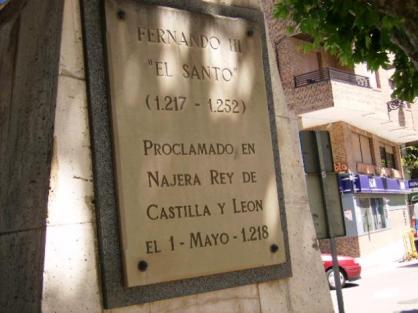 FERNANDO III
"EL SANTO"
(1.217 - 1.252)
PROCLAMADO EN
NAJERA REY DE
CASTILLA Y LEON
EL 1 - MAYO - 1.218